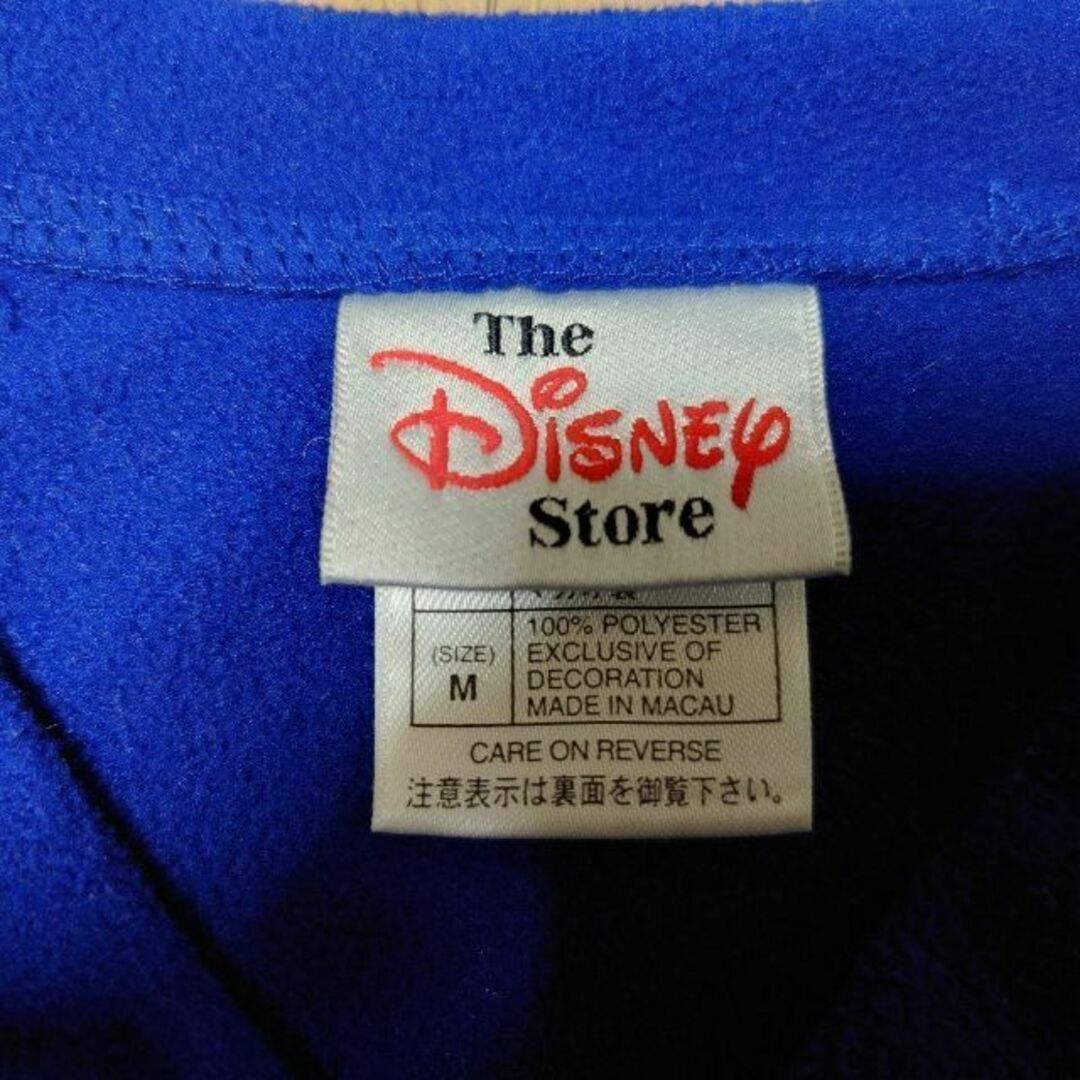 The
Disney
Store
100% POLYESTER
(SIZE) EXCLUSIVE OF
M DECORATION
MADE IN MACAU
CARE ON REVERSE
注意表示は裏面を御覧下さい。